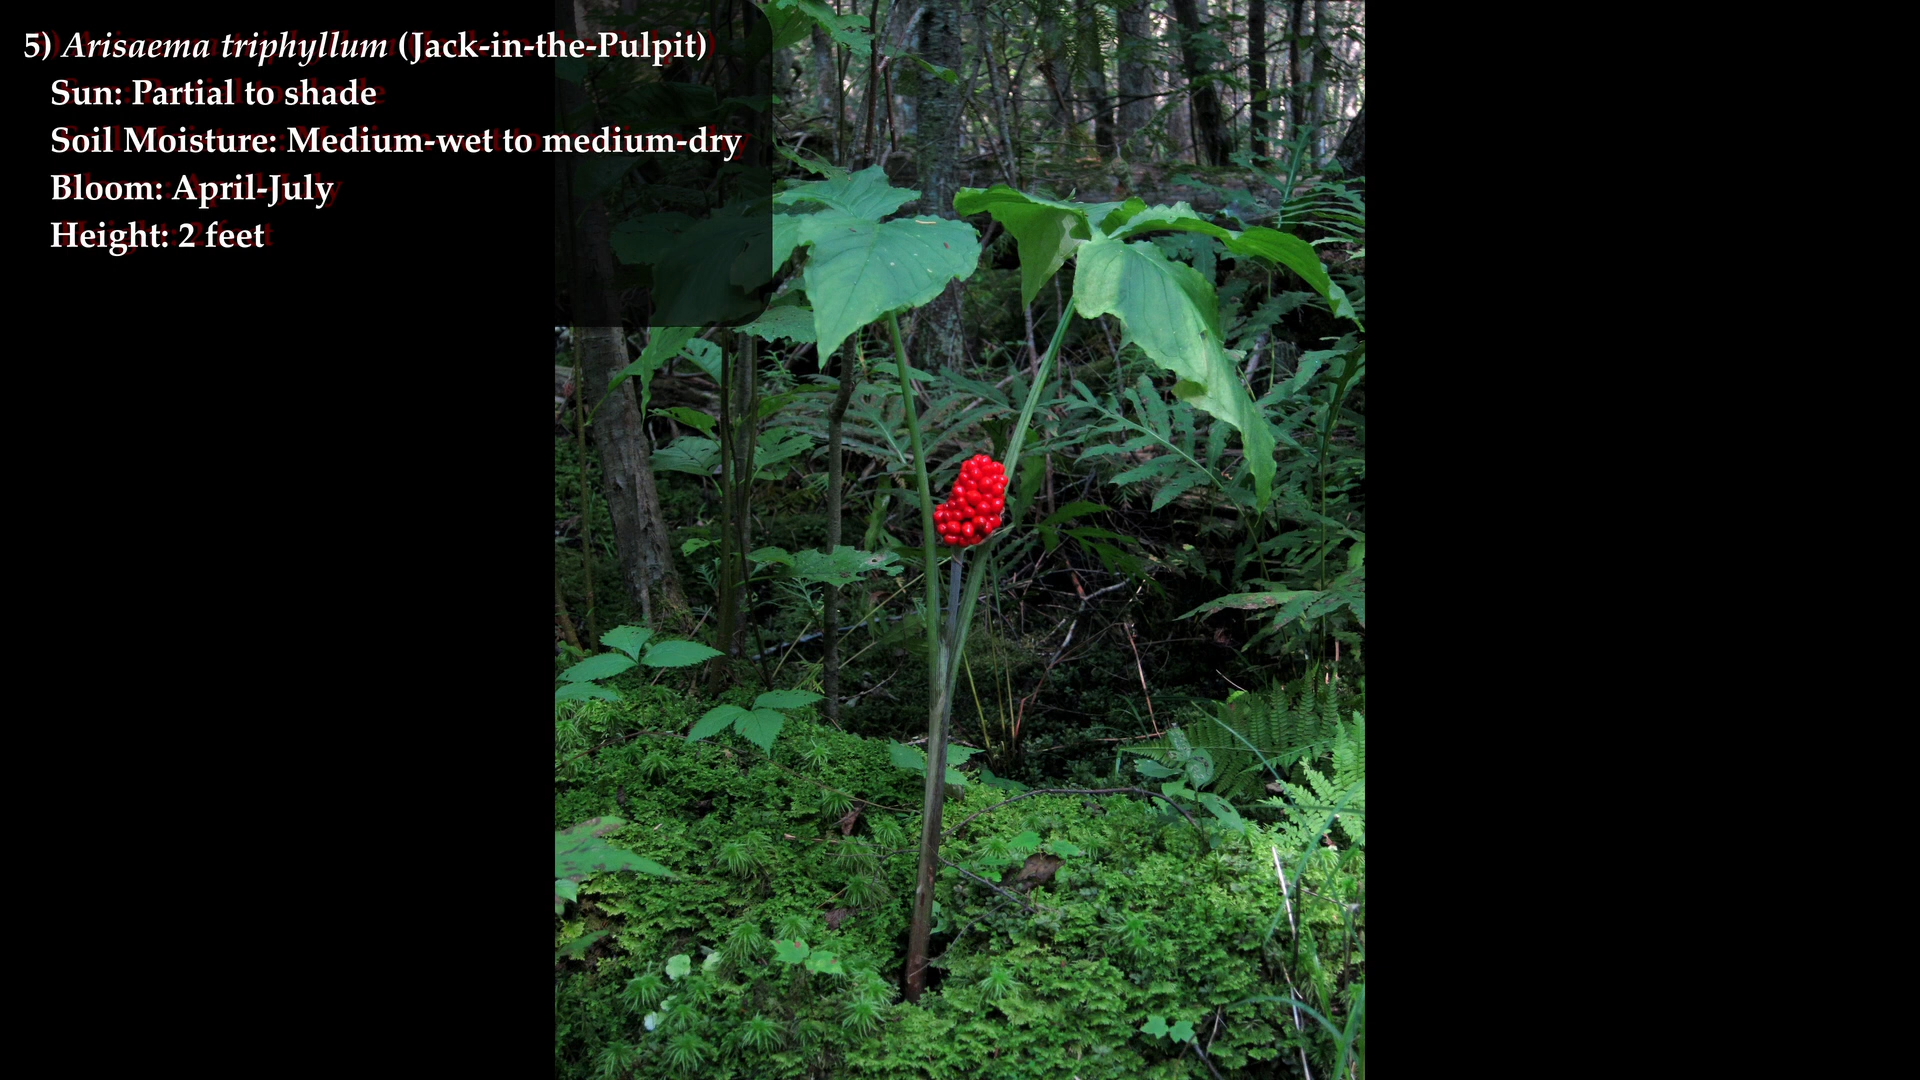 5) Arisaema triphyllum (Jack-in-the-Pulpit)
Sun: Partial to shade
Soil Moisture: Medium-wet to medium-dry
Bloom: April-July
Height: 2 feet